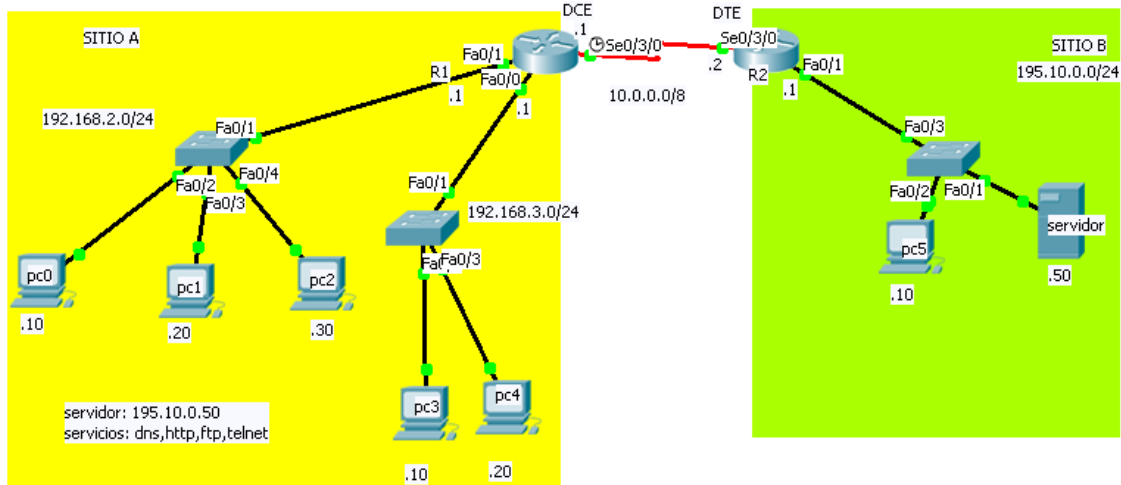 SITIO A
DCE
.1
Se0/3/0
DTE
Se0/3/0
.2
R2
Fa0/1
.1
SITIO B
195.10.0.0/24
10.0.0.0/8
Fa0/1
R1
.1
Fa0/0
.1
192.168.2.0/24
Fa0/1
Fa0/4
Fa0/2
Fa0/3
Fa0/3
Fa0/2
Fa0/1
servidor
.50
pc5
.10
Fa0/1
192.168.3.0/24
Fa0/3
pc0
.10
pc1
.20
pc2
.30
pc3
.10
pc4
.20
servidor: 195.10.0.50
servicios: dns,http,ftp,telnet